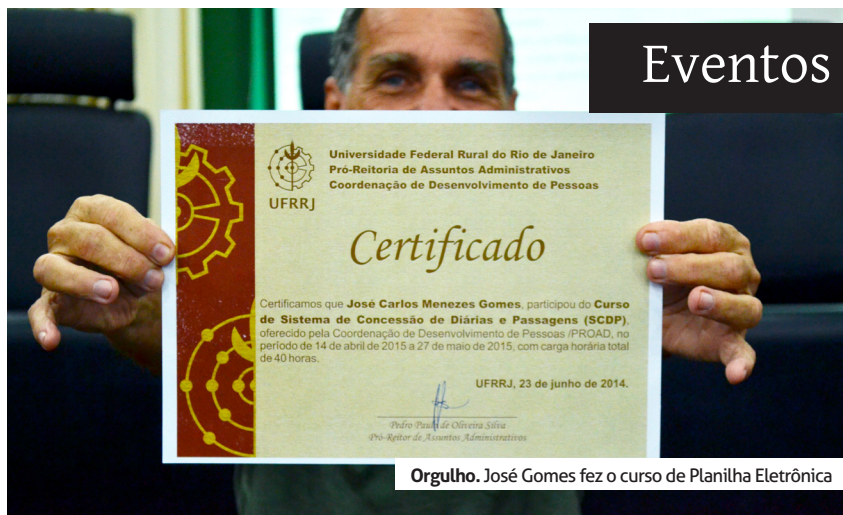 Eventos
UFRRJ
Universidade Federal Rural do Rio de Janeiro
Pró-Reitoria de Assuntos Administrativos
Coordenação de Desenvolvimento de Pessoas
Certificado
Certificamos que José Carlos Menezes Gomes, participou do Curso
de Sistema de Concessão de Diárias e Passagens (SCDP),
oferecido pela Coordenação de Desenvolvimento de Pessoas /PROAD, no
período de 14 de abril de 2015 a 27 de maio de 2015, com carga horária total
de 40 horas.
UFRRJ, 23 de junho de 2014.
Pedro Paulo de Oliveira Silva
Pró-Reitor de Assuntos Administrativos
Orgulho. José Gomes fez o curso de Planilha Eletrônica